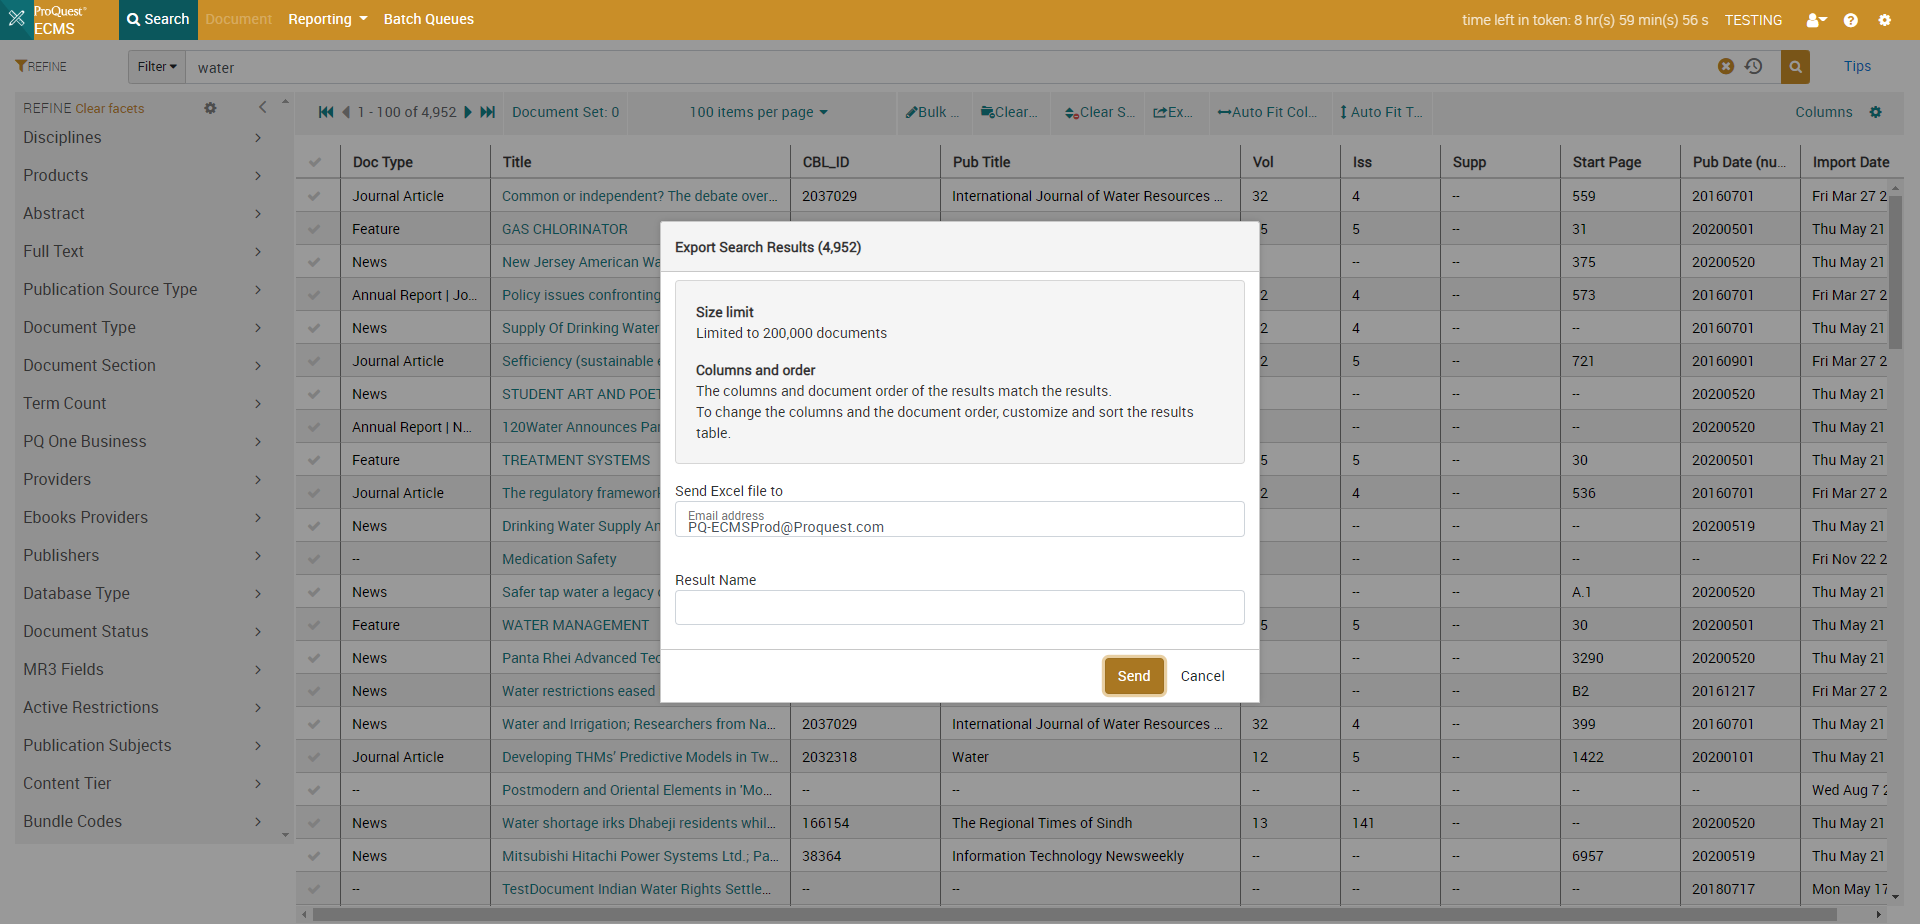 ProQuest®
ECMS
Search
Document
Reporting
Batch Queues
time left in token: 8 hr(s) 59 min(s) 56 s
TESTING
REFINE
Filter
water
Tips
REFINE Clear facets
Disciplines
Products
Abstract
Full Text
Publication Source Type
Document Type
Document Section
Term Count
PQ One Business
Providers
Ebooks Providers
Publishers
Database Type
Document Status
MR3 Fields
Active Restrictions
Publication Subjects
Content Tier
Bundle Codes
1 - 100 of 4,952
Document Set: 0
100 items per page
Bulk ...
Clear...
Clear S...
Ex...
Auto Fit Col...
Auto Fit T...
Columns
Doc Type Title CBL_ID Pub Title Vol Iss Supp Start Page Pub Date (nu... Import Date
Journal Article Common or independent? The debate over... 2037029 International Journal of Water Resources ... 32 4 -- 559 20160701 Fri Mar 27 2
Feature GAS CHLORINATOR 5 5 -- 31 20200501 Thu May 21
News New Jersey American Wa -- -- 375 20200520 Thu May 21
Annual Report | Jo... Policy issues confronting 2 4 -- 573 20160701 Fri Mar 27 2
News Supply Of Drinking Water 2 4 -- -- 20160701 Thu May 21
Journal Article Sefficiency (sustainable 2 5 -- 721 20160901 Fri Mar 27 2
News STUDENT ART AND POET -- -- -- 20200520 Thu May 21
Annual Report | N... 120Water Announces Par -- -- -- 20200520 Thu May 21
Feature TREATMENT SYSTEMS 5 5 -- 30 20200501 Thu May 21
Journal Article The regulatory framework 2 4 -- 536 20160701 Fri Mar 27 2
News Drinking Water Supply An -- -- -- 20200519 Thu May 21
-- Medication Safety -- -- -- -- Fri Nov 22 2
News Safer tap water a legacy -- -- A.1 20200520 Thu May 21
Feature WATER MANAGEMENT 5 5 -- 30 20200501 Thu May 21
News Panta Rhei Advanced Tec -- -- 3290 20200520 Thu May 21
News Water restrictions eased -- -- B2 20161217 Fri Mar 27 2
News Water and Irrigation; Researchers from Na... 2037029 International Journal of Water Resources ... 32 4 -- 399 20160701 Thu May 21
Journal Article Developing THMs’ Predictive Models in Tw... 2032318 Water 12 5 -- 1422 20200101 Thu May 21
-- Postmodern and Oriental Elements in 'Mo... -- -- -- -- -- -- -- Wed Aug 7 2
News Water shortage irks Dhabeji residents whil... 166154 The Regional Times of Sindh 13 141 -- -- 20200520 Thu May 21
News Mitsubishi Hitachi Power Systems Ltd.; Pa... 38364 Information Technology Newsweekly -- -- -- 6957 20200519 Thu May 21
-- TestDocument Indian Water Rights Settle... -- -- -- -- -- -- 20180717 Mon May 17
Export Search Results (4,952)
Size limit
Limited to 200,000 documents
Columns and order
The columns and document order of the results match the results.
To change the columns and the document order, customize and sort the results
table.
Send Excel file to
Email address
PQ-ECMSProd@Proquest.com
Result Name
Send
Cancel